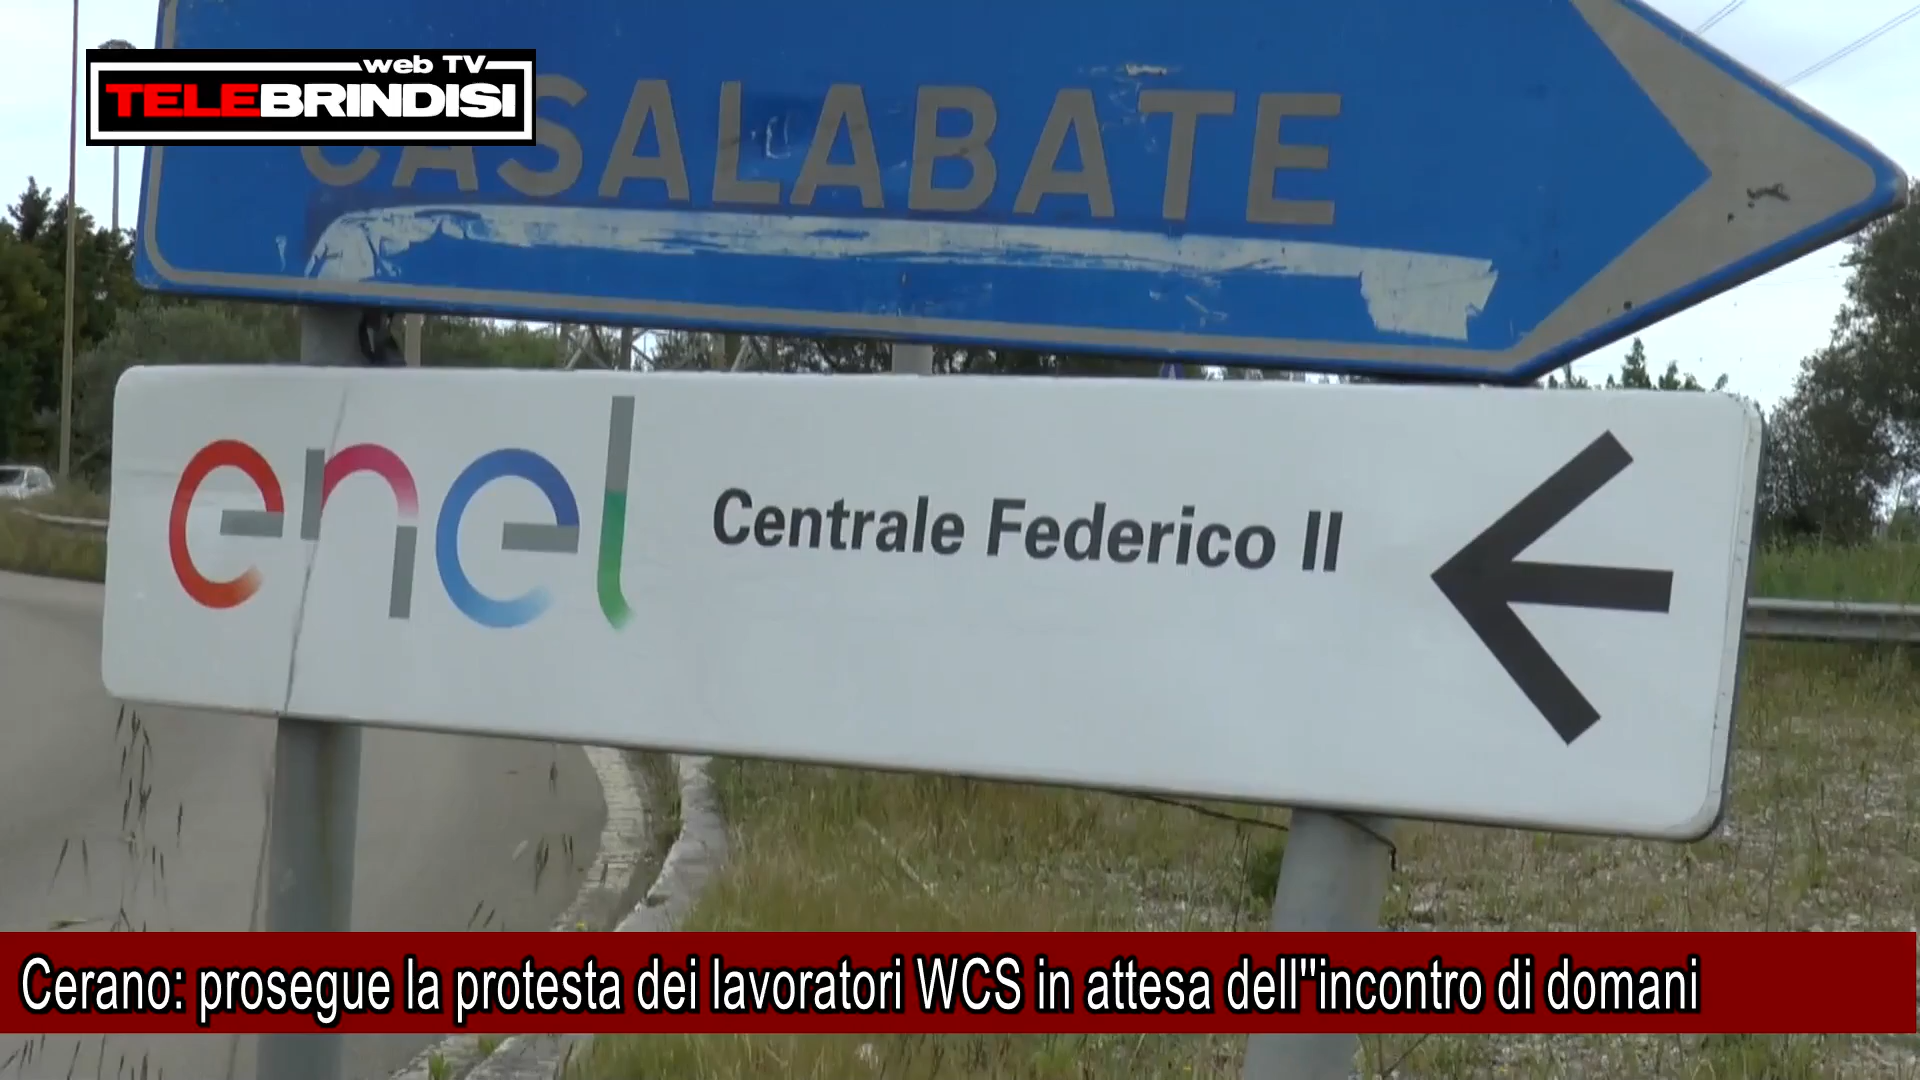 web TV
TELEBRINDISI
CASALABATE
enel
Centrale Federico II
Cerano: prosegue la protesta dei lavoratori WCS in attesa dell''incontro di domani